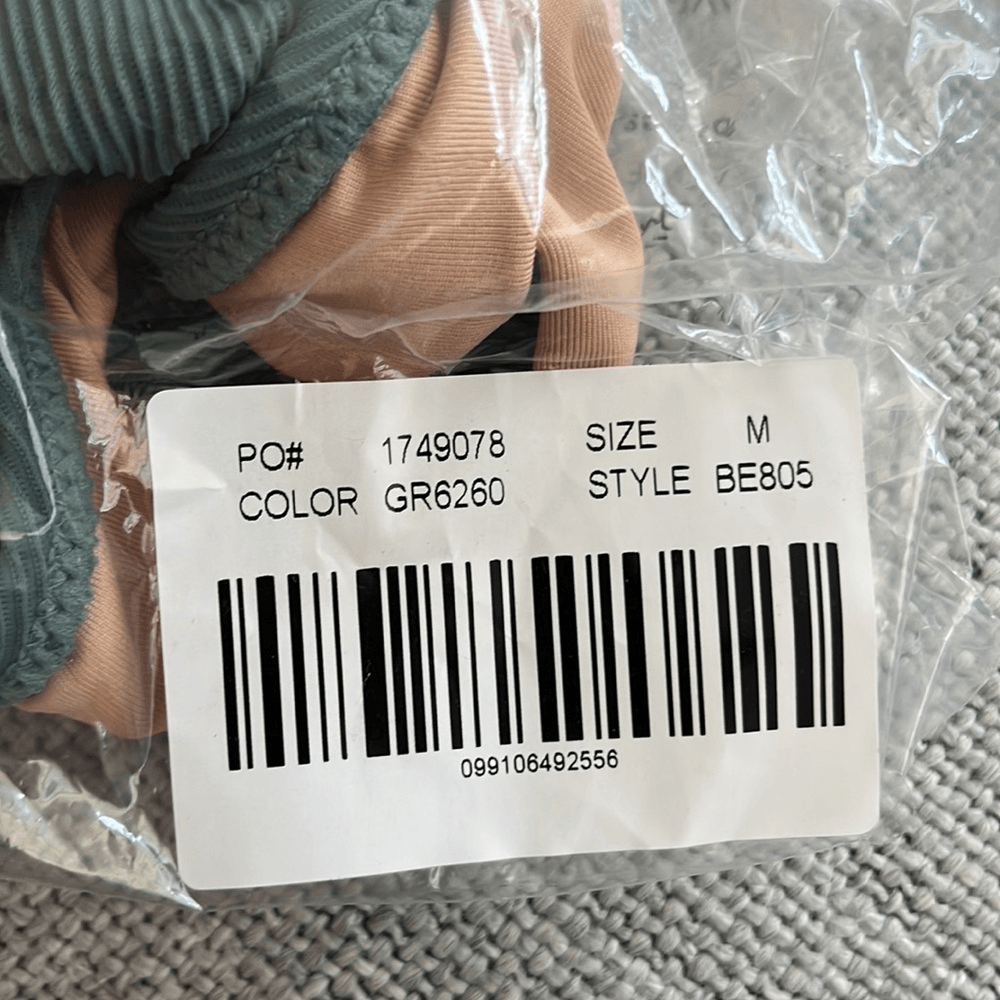 PO# 1749078 SIZE M
COLOR GR6260 STYLE BE805
099106492556